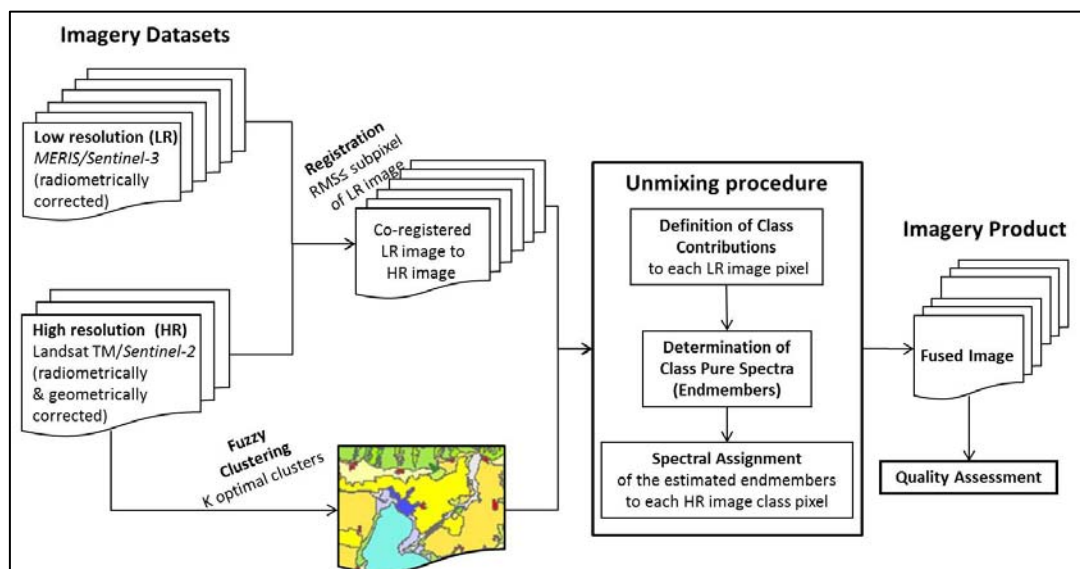 Imagery Datasets
Low resolution (LR)
MERIS/Sentinel-3
(radiometrically
corrected)
High resolution (HR)
Landsat TM/Sentinel-2
(radiometrically
& geometrically
corrected)
Registration
RMS≤ subpixel
of LR image
Co-registered
LR image to
HR image
Fuzzy
Clustering
K optimal clusters
Unmixing procedure
Definition of Class
Contributions
to each LR image pixel
Determination of
Class Pure Spectra
(Endmembers)
Spectral Assignment
of the estimated endmembers
to each HR image class pixel
Imagery Product
Fused Image
Quality Assessment